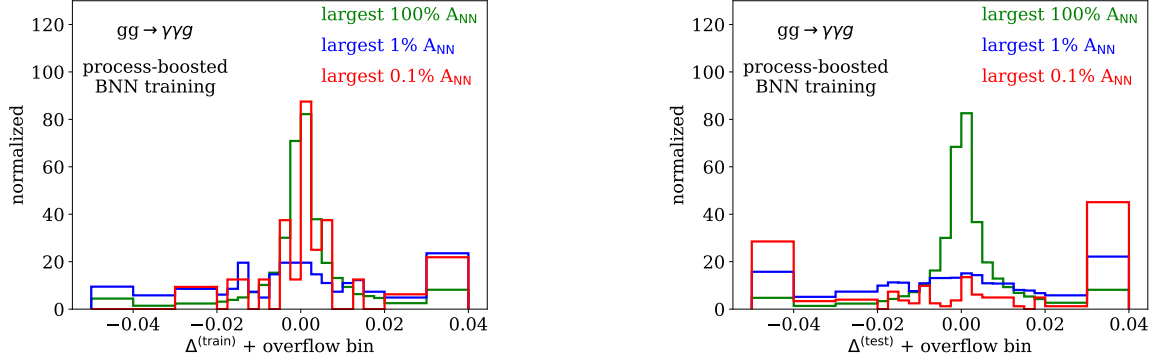 120
100
80
60
40
20
0
normalized
gg → γγg
process-boosted
BNN training
largest 100% A_NN
largest 1% A_NN
largest 0.1% A_NN
−0.04
−0.02
0.00
0.02
0.04
Δ^(train) + overflow bin
120
100
80
60
40
20
0
normalized
gg → γγg
process-boosted
BNN training
largest 100% A_NN
largest 1% A_NN
largest 0.1% A_NN
−0.04
−0.02
0.00
0.02
0.04
Δ^(test) + overflow bin